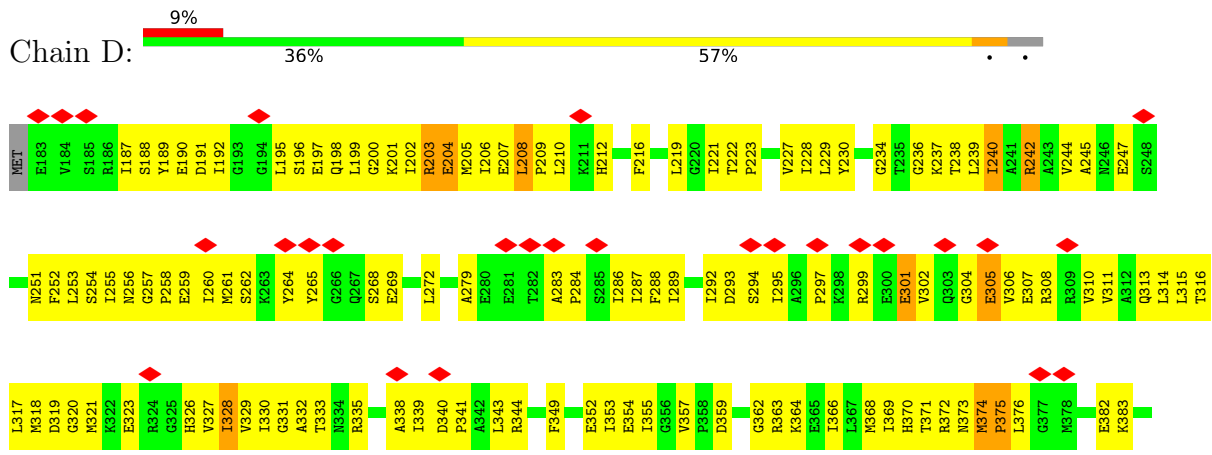 9%
Chain D:
36% 57% . .
MET E183 V184 S185 R186 I187 S188 Y189 E190 D191 I192 G193 G194 L195 S196 E197 Q198 L199 G200 K201 I202 R203 E204 M205 I206 E207 L208 P209 L210 K211 H212 F216 L219 G220 I221 T222 P223 V227 I228 L229 Y230 G234 T235 G236 K237 T238 L239 I240 A241 R242 A243 V244 A245 N246 E247 S248
N251 F252 L253 S254 I255 N256 G257 P258 E259 I260 M261 S262 K263 Y264 Y265 G266 Q267 S268 E269 L272 A279 E280 E281 T282 A283 P284 S285 I286 I287 F288 I289 I292 D293 S294 I295 A296 P297 K298 R299 E300 E301 V302 Q303 G304 E305 V306 E307 R308 R309 V310 V311 A312 Q313 L314 L315 T316
L317 M318 D319 G320 M321 K322 E323 R324 G325 H326 V327 I328 V329 I330 G331 A332 T333 N334 R335 A338 I339 D340 P341 A342 L343 R344 F349 E352 I353 E354 I355 G356 V357 P358 D359 G362 R363 K364 E365 I366 L367 M368 I369 H370 T371 R372 N373 M374 P375 L376 G377 M378 E382 K383